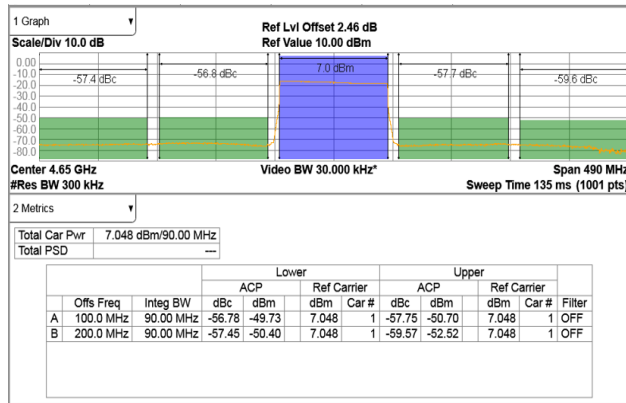 1 Graph
Ref Lvl Offset 2.46 dB
Scale/Div 10.0 dB Ref Value 10.00 dBm
0.00
-10.0
-20.0
-30.0
-40.0
-50.0
-60.0
-70.0
-80.0
-57.4 dBc -56.8 dBc 7.0 dBm -57.7 dBc -59.6 dBc
Center 4.65 GHz Video BW 30.000 kHz* Span 490 MHz
#Res BW 300 kHz Sweep Time 135 ms (1001 pts)
2 Metrics
Total Car Pwr 7.048 dBm/90.00 MHz
Total PSD ---
Lower Upper
ACP Ref Carrier ACP Ref Carrier
Offs Freq Integ BW dBc dBm dBm Car # dBc dBm dBm Car # Filter
A 100.0 MHz 90.00 MHz -56.78 -49.73 7.048 1 -57.75 -50.70 7.048 1 OFF
B 200.0 MHz 90.00 MHz -57.45 -50.40 7.048 1 -59.57 -52.52 7.048 1 OFF